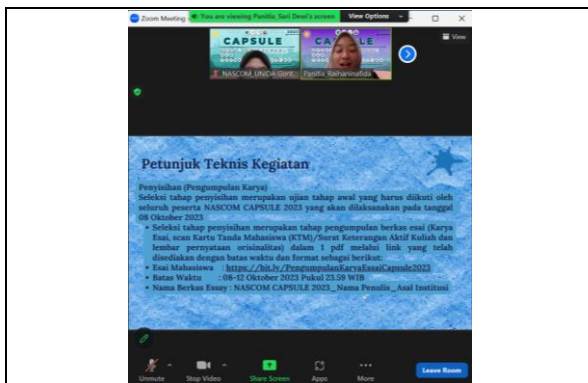 Zoom Meeting
You are viewing Panitia_Sari Dewi's screen
View Options
View
CAPSULE
CAPSULE
NASCOM_UNIDA Gont...
Panitia_Raihaninafida
Petunjuk Teknis Kegiatan
Penyisihan (Pengumpulan Karya)
Seleksi tahap penyisihan merupakan ujian tahap awal yang harus diikuti oleh
seluruh peserta NASCOM CAPSULE 2023 yang akan dilaksanakan pada tanggal
08 Oktober 2023
• Seleksi tahap penyisihan merupakan tahap pengumpulan berkas esai (Karya
Esai, scan Kartu Tanda Mahasiswa (KTM)/Surat Keterangan Aktif Kuliah dan
lembar pernyataan orisinalitas) dalam 1 pdf melalui link yang telah
disediakan dengan batas waktu dan format sebagai berikut:
• Esai Mahasiswa : https://bit.ly/PengumpulanKaryaEssaiCapsule2023
• Batas Waktu : 08-12 Oktober 2023 Pukul 23.59 WIB
• Nama Berkas Essay : NASCOM CAPSULE 2023_Nama Penulis_Asal Institusi
Unmute
Stop Video
Share Screen
Apps
More
Leave Room